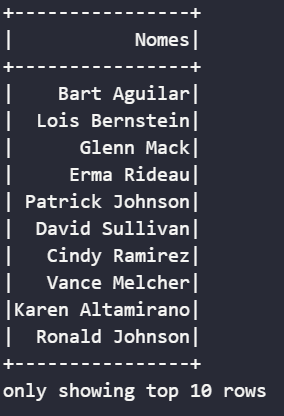 +----------------+
|           Nomes|
+----------------+
|    Bart Aguilar|
|  Lois Bernstein|
|      Glenn Mack|
|     Erma Rideau|
| Patrick Johnson|
|  David Sullivan|
|   Cindy Ramirez|
|   Vance Melcher|
|Karen Altamirano|
|  Ronald Johnson|
+----------------+
only showing top 10 rows